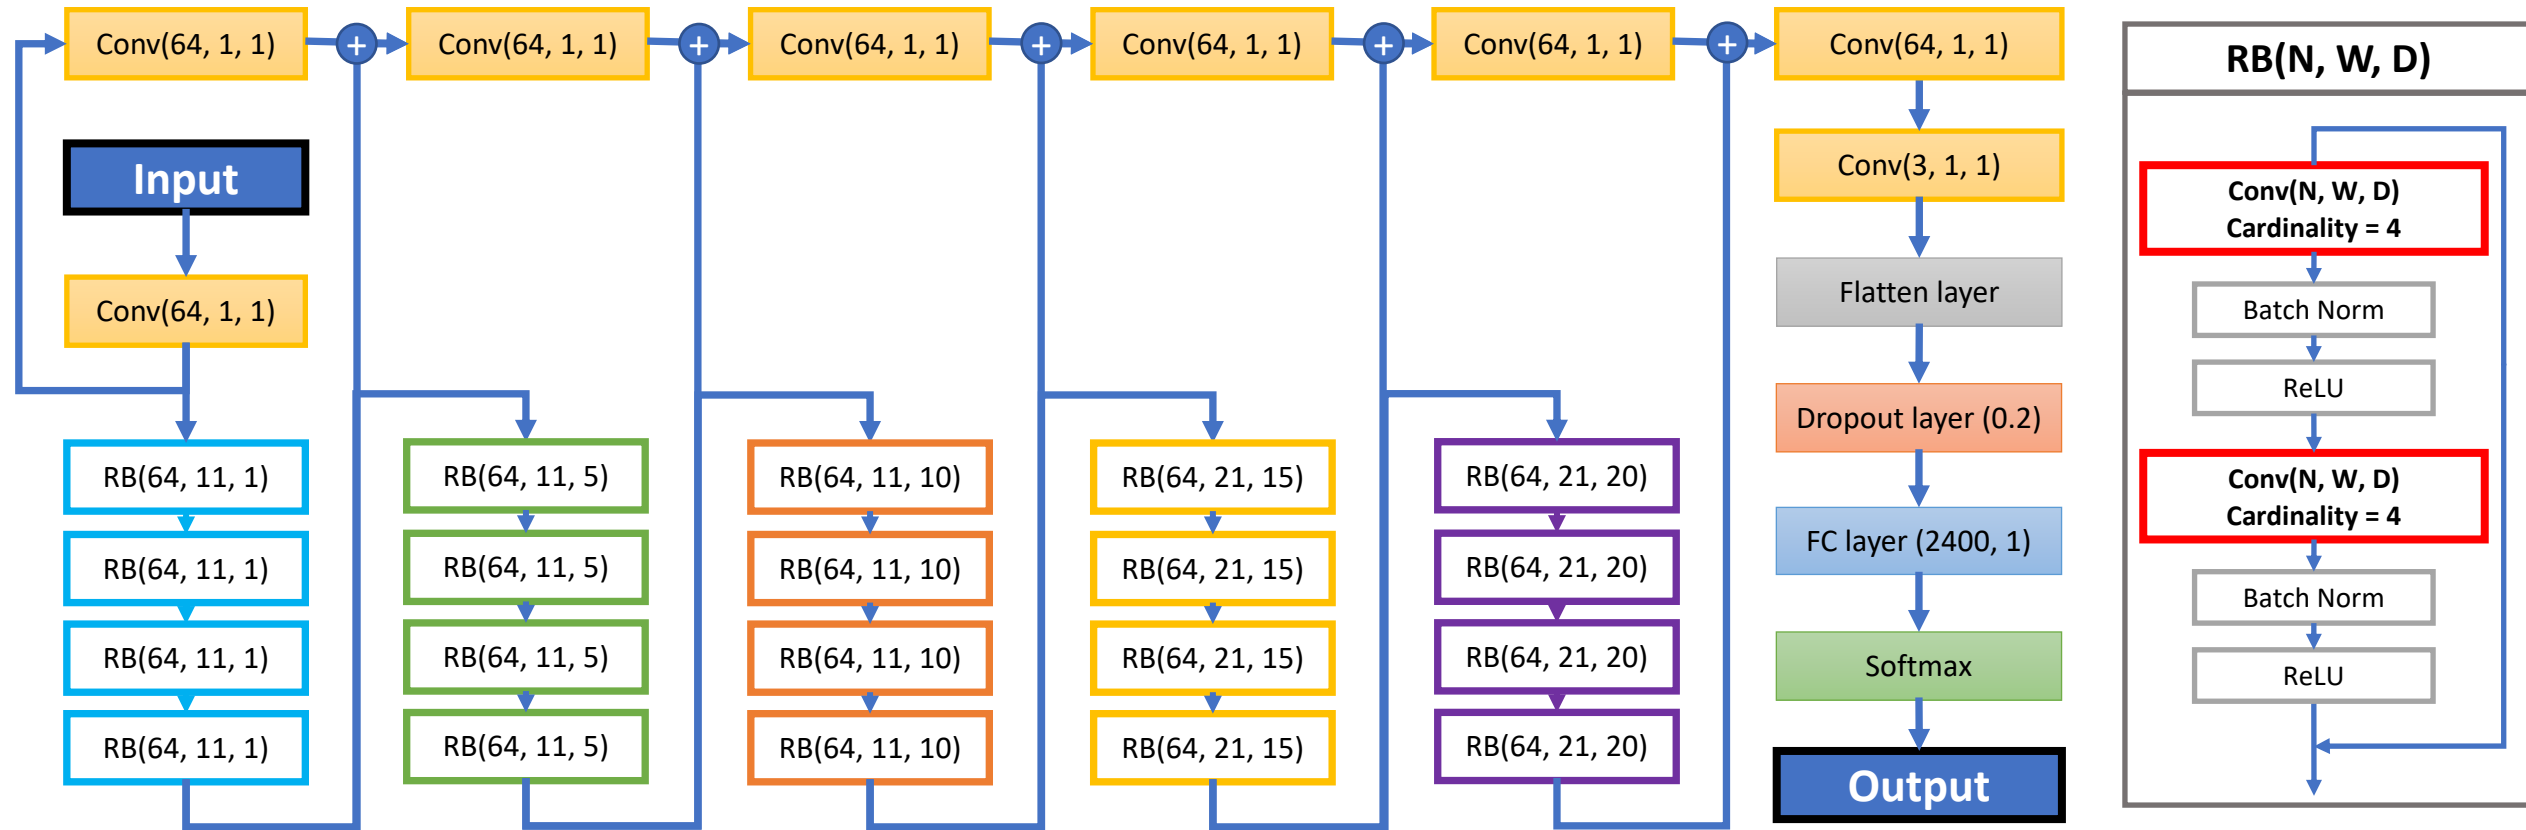 Conv(64, 1, 1)
+
Conv(64, 1, 1)
+
Conv(64, 1, 1)
+
Conv(64, 1, 1)
+
Conv(64, 1, 1)
+
Conv(64, 1, 1)
Input
Conv(64, 1, 1)
RB(64, 11, 1)
RB(64, 11, 1)
RB(64, 11, 1)
RB(64, 11, 1)
RB(64, 11, 5)
RB(64, 11, 5)
RB(64, 11, 5)
RB(64, 11, 5)
RB(64, 11, 10)
RB(64, 11, 10)
RB(64, 11, 10)
RB(64, 11, 10)
RB(64, 21, 15)
RB(64, 21, 15)
RB(64, 21, 15)
RB(64, 21, 15)
RB(64, 21, 20)
RB(64, 21, 20)
RB(64, 21, 20)
RB(64, 21, 20)
Conv(3, 1, 1)
Flatten layer
Dropout layer (0.2)
FC layer (2400, 1)
Softmax
Output
RB(N, W, D)
Conv(N, W, D)
Cardinality = 4
Batch Norm
ReLU
Conv(N, W, D)
Cardinality = 4
Batch Norm
ReLU